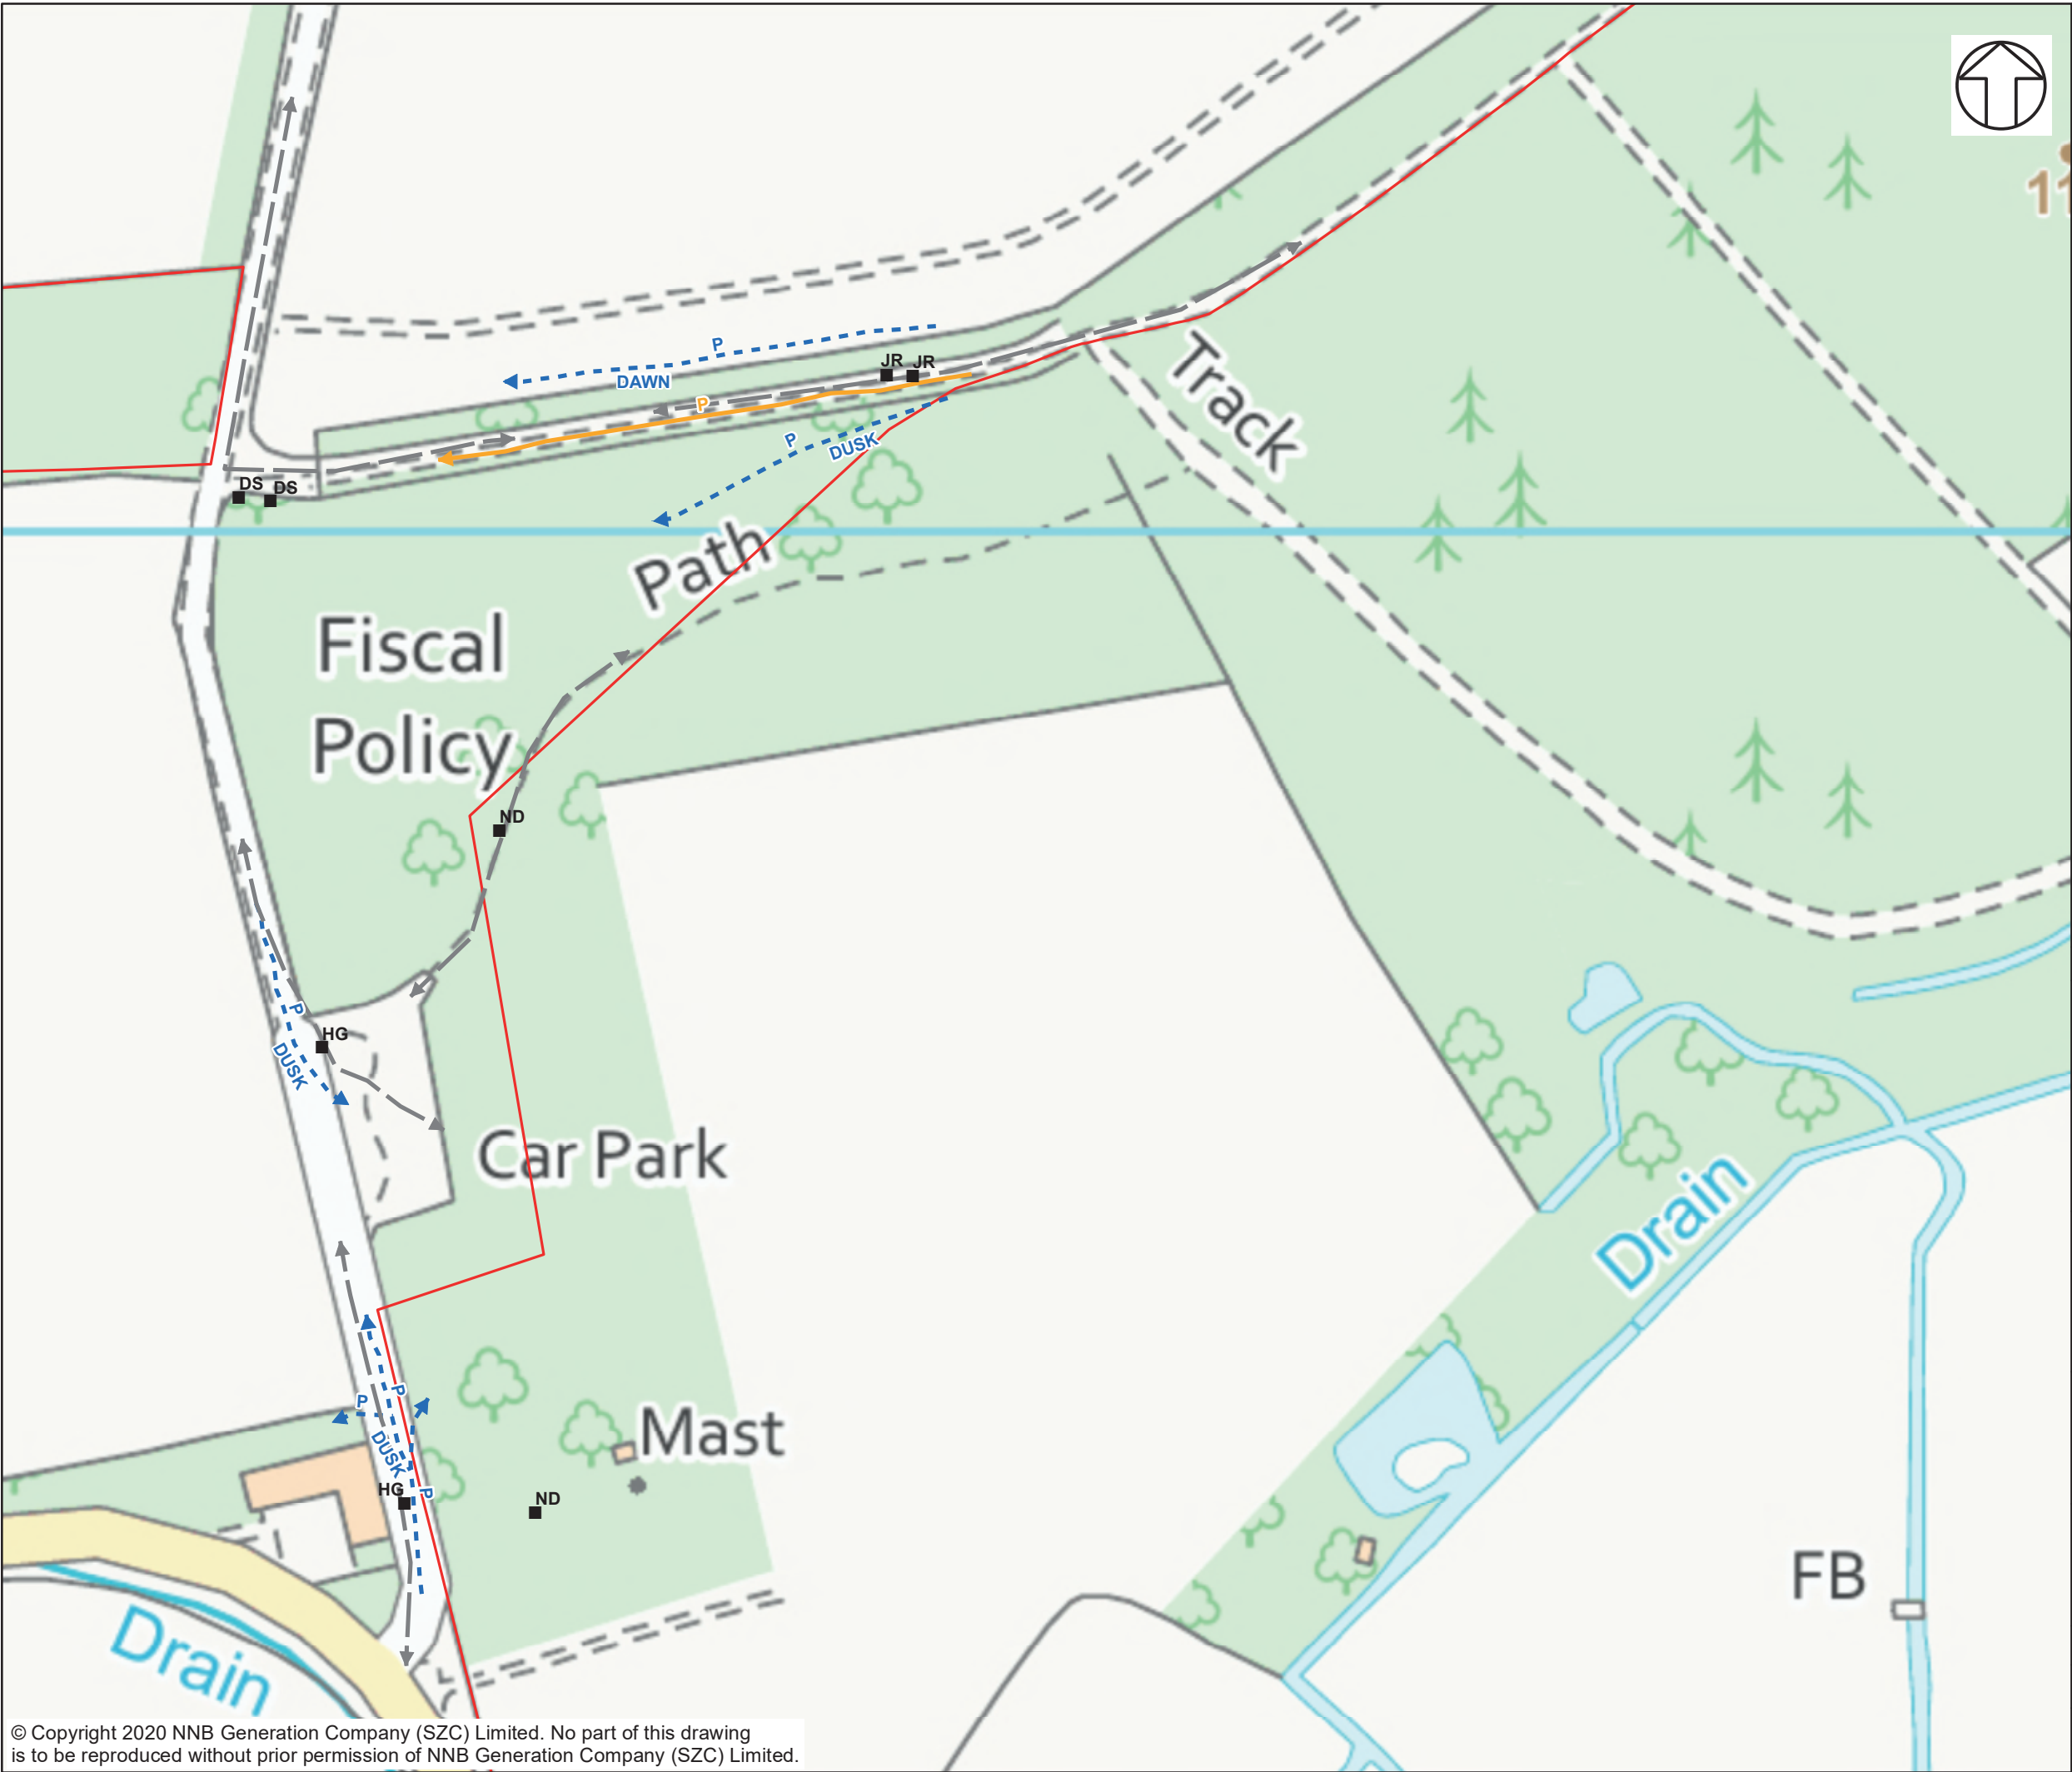 11
P
DAWN
JR
JR
P
P
DUSK
Track
DS
DS
Path
Fiscal
Policy
ND
P
HG
DUSK
Car Park
Drain
P
P
DUSK
Mast
HG
P
ND
FB
Drain
© Copyright 2020 NNB Generation Company (SZC) Limited. No part of this drawing
is to be reproduced without prior permission of NNB Generation Company (SZC) Limited.